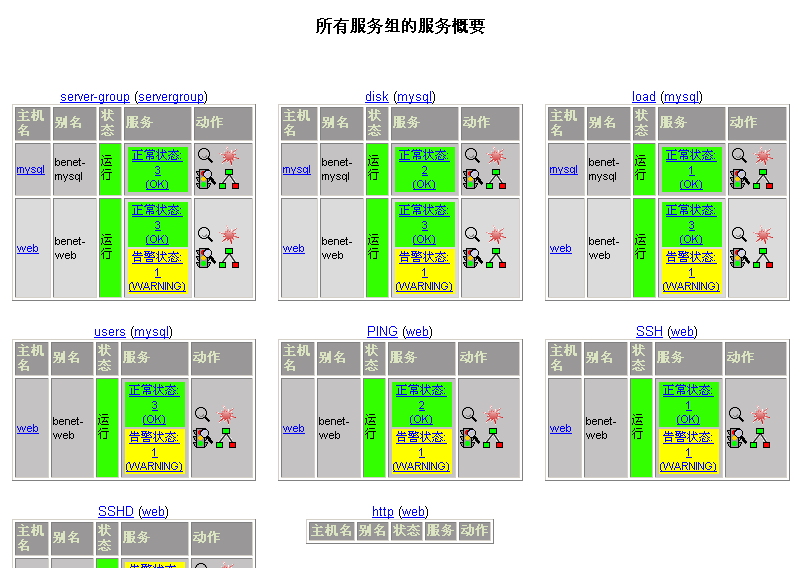 所有服务组的服务概要
server-group (servergroup)
主机名 别名 状态 服务 动作
mysql benet-mysql 运行 正常状态: 3 (OK)
web benet-web 运行 正常状态: 3 (OK) 告警状态: 1 (WARNING)
disk (mysql)
主机名 别名 状态 服务 动作
mysql benet-mysql 运行 正常状态: 2 (OK)
web benet-web 运行 正常状态: 3 (OK) 告警状态: 1 (WARNING)
load (mysql)
主机名 别名 状态 服务 动作
mysql benet-mysql 运行 正常状态: 1 (OK)
web benet-web 运行 正常状态: 3 (OK) 告警状态: 1 (WARNING)
users (mysql)
主机名 别名 状态 服务 动作
web benet-web 运行 正常状态: 3 (OK) 告警状态: 1 (WARNING)
PING (web)
主机名 别名 状态 服务 动作
web benet-web 运行 正常状态: 2 (OK) 告警状态: 1 (WARNING)
SSH (web)
主机名 别名 状态 服务 动作
web benet-web 运行 正常状态: 1 (OK) 告警状态: 1 (WARNING)
SSHD (web)
主机名 别名 状态 服务 动作
http (web)
主机名 别名 状态 服务 动作